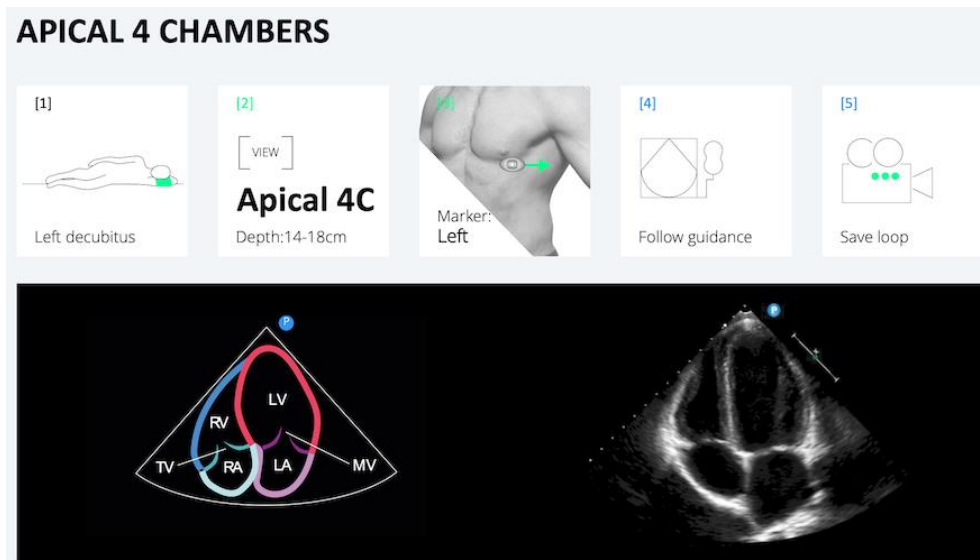 APICAL 4 CHAMBERS
[1]
Left decubitus
[2]
VIEW
Apical 4C
Depth:14-18cm
[3]
Marker:
Left
[4]
Follow guidance
[5]
Save loop
P
LV
RV
TV
RA
LA
MV
P